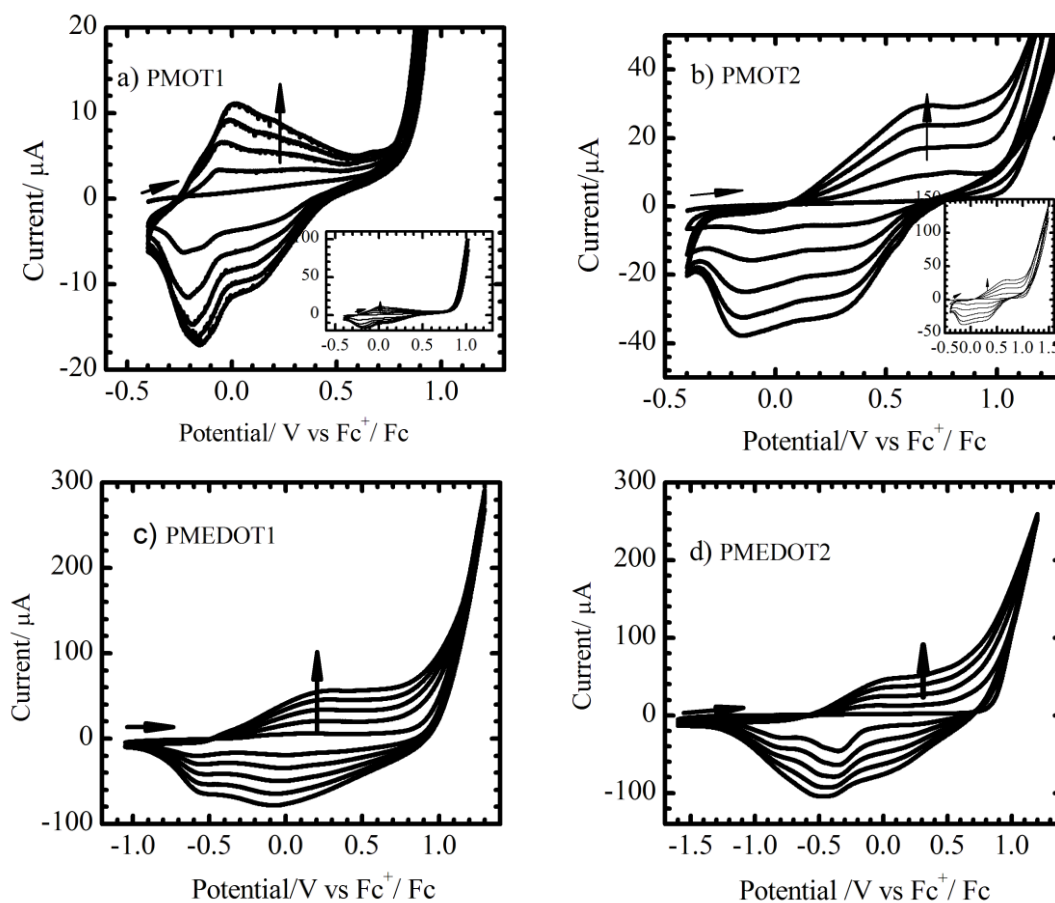 a) PMOT1
20
10
0
-10
-20
Current/ μA
-0.5 0.0 0.5 1.0
Potential/ V vs Fc+/ Fc
100
50
0
0.0 0.5 1.0
b) PMOT2
40
20
0
-20
-40
Current/μA
-0.5 0.0 0.5 1.0
Potential/V vs Fc+/ Fc
150
100
50
0
-50
-0.5 0.0 0.5 1.0 1.5
c) PMEDOT1
300
200
100
0
-100
Current/ μA
-1.0 -0.5 0.0 0.5 1.0
Potential/V vs Fc+/ Fc
d) PMEDOT2
300
200
100
0
-100
Current/ μA
-1.5 -1.0 -0.5 0.0 0.5 1.0
Potential /V vs Fc+/ Fc